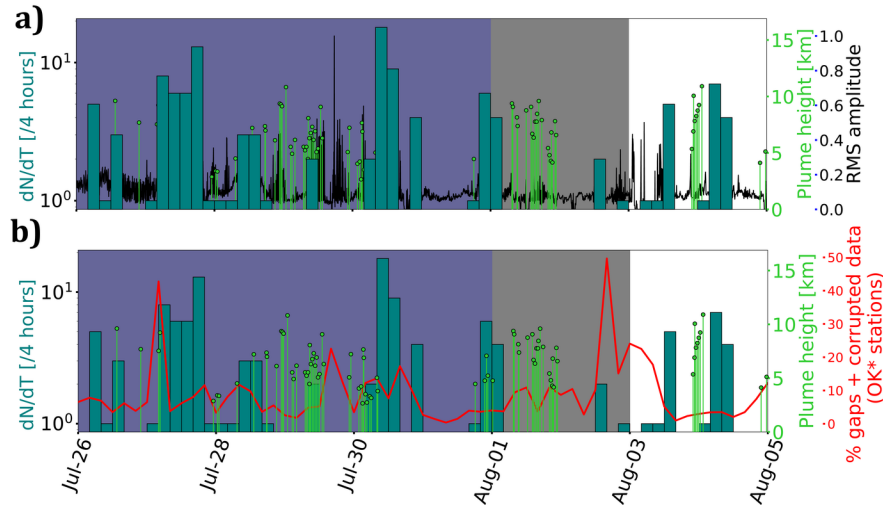 a)
dN/dT [/4 hours]
10¹
10⁰
15
10
5
0
Plume height [km]
1.0
0.8
0.6
0.4
0.2
0.0
RMS amplitude
b)
dN/dT [/4 hours]
10¹
10⁰
15
10
5
0
Plume height [km]
50
40
30
20
10
0
% gaps + corrupted data
(OK* stations)
Jul-26
Jul-28
Jul-30
Aug-01
Aug-03
Aug-05